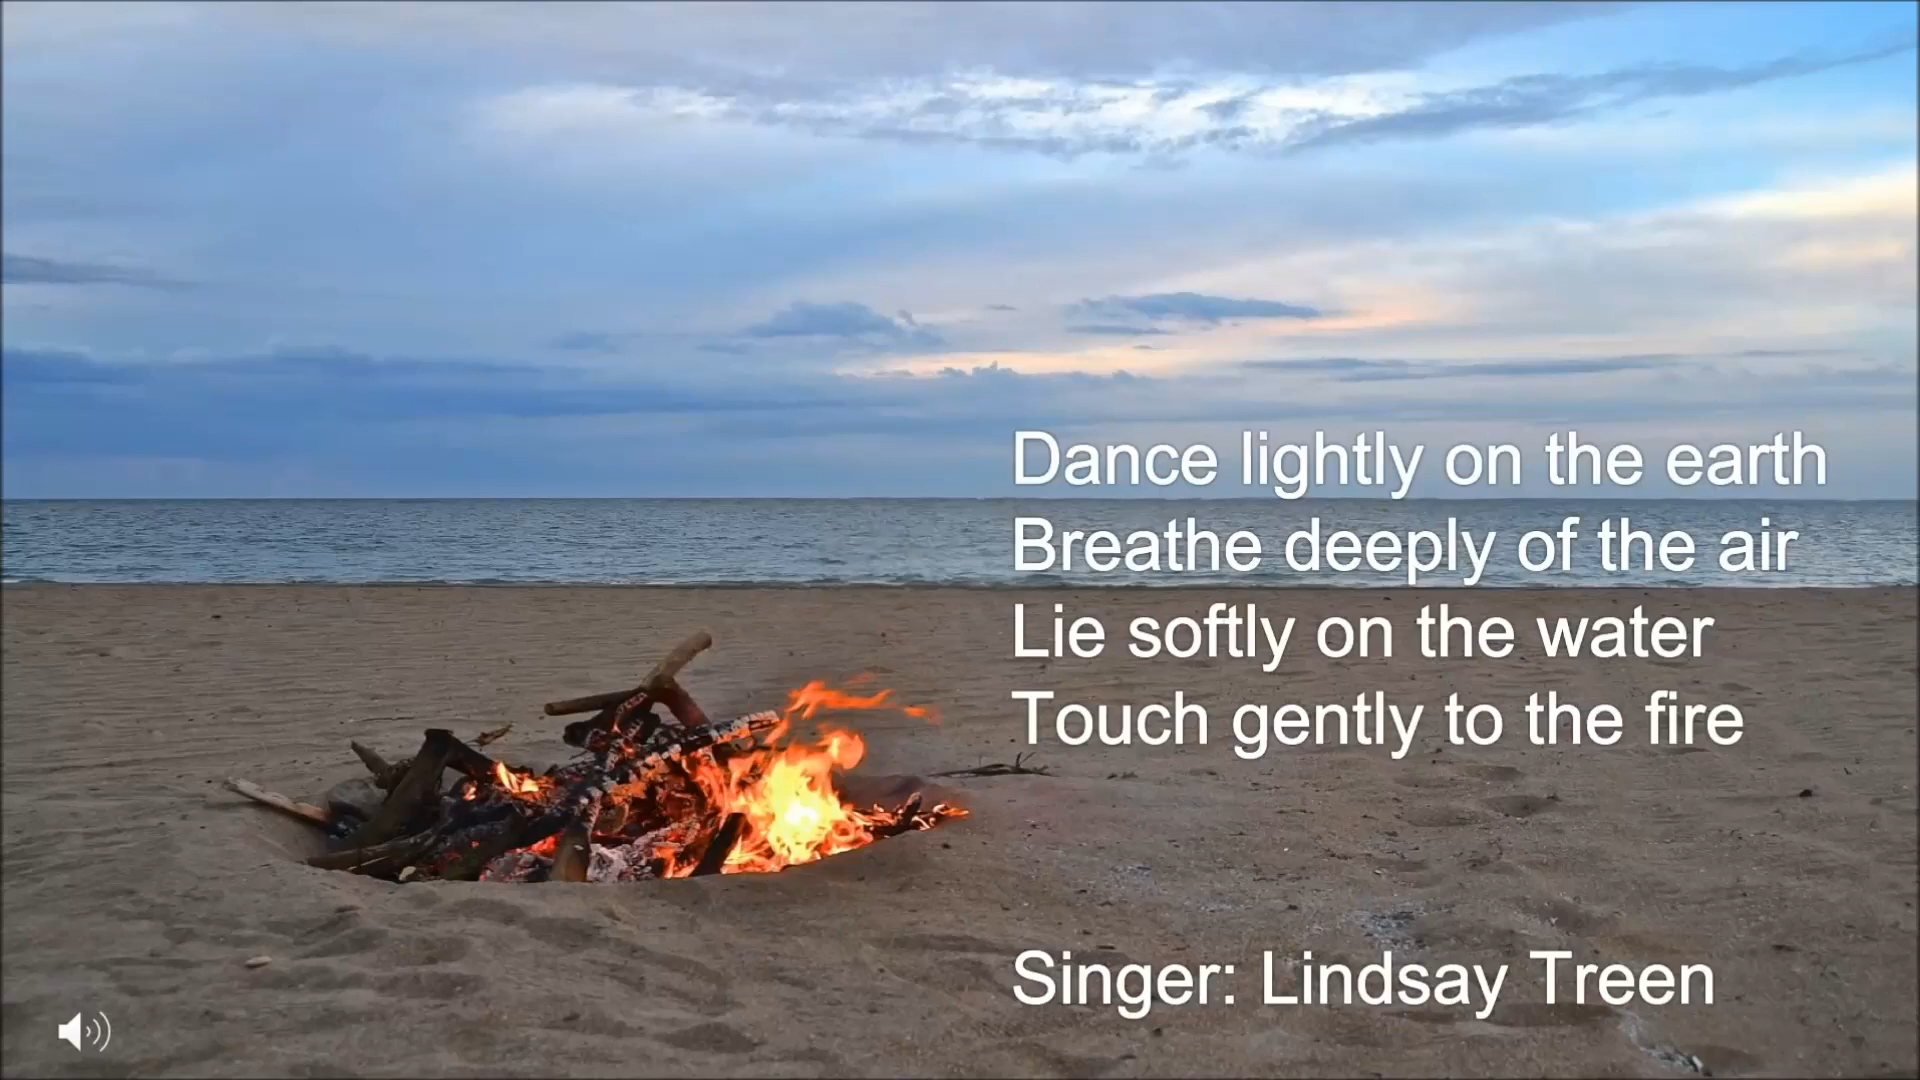 Dance lightly on the earth
Breathe deeply of the air
Lie softly on the water
Touch gently to the fire
Singer: Lindsay Treen